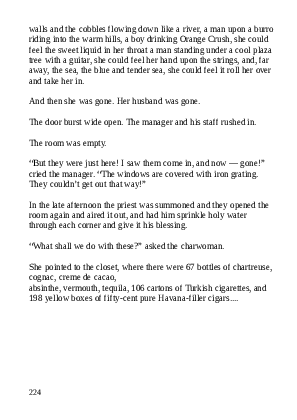 walls and the cobbles flowing down like a river, a man upon a burro
riding into the warm hills, a boy drinking Orange Crush, she could
feel the sweet liquid in her throat a man standing under a cool plaza
tree with a guitar, she could feel her hand upon the strings, and, far
away, the sea, the blue and tender sea, she could feel it roll her over
and take her in.
And then she was gone. Her husband was gone.
The door burst wide open. The manager and his staff rushed in.
The room was empty.
“But they were just here! I saw them come in, and now — gone!”
cried the manager. “The windows are covered with iron grating.
They couldn’t get out that way!”
In the late afternoon the priest was summoned and they opened the
room again and aired it out, and had him sprinkle holy water
through each corner and give it his blessing.
“What shall we do with these?” asked the charwoman.
She pointed to the closet, where there were 67 bottles of chartreuse,
cognac, creme de cacao,
absinthe, vermouth, tequila, 106 cartons of Turkish cigarettes, and
198 yellow boxes of fifty-cent pure Havana-filler cigars....
224